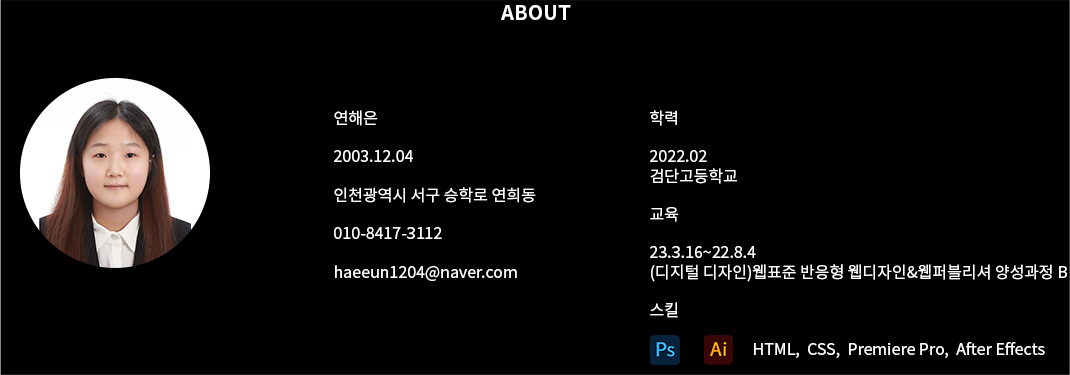 ABOUT
연해은
2003.12.04
인천광역시 서구 승학로 연희동
010-8417-3112
haeeun1204@naver.com
학력
2022.02
검단고등학교
교육
23.3.16~22.8.4
(디지털 디자인)웹표준 반응형 웹디자인&웹퍼블리셔 양성과정 B
스킬
Ps Ai HTML, CSS, Premiere Pro, After Effects